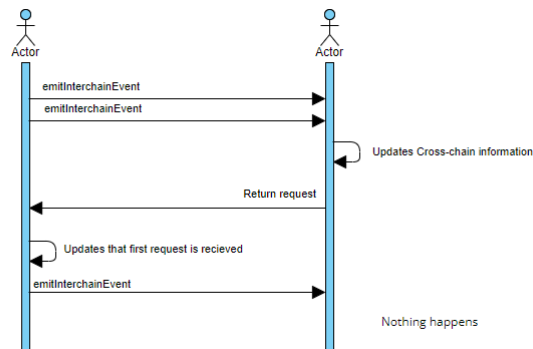 Actor
Actor
emitInterchainEvent
emitInterchainEvent
Updates Cross-chain information
Return request
Updates that first request is recieved
emitInterchainEvent
Nothing happens